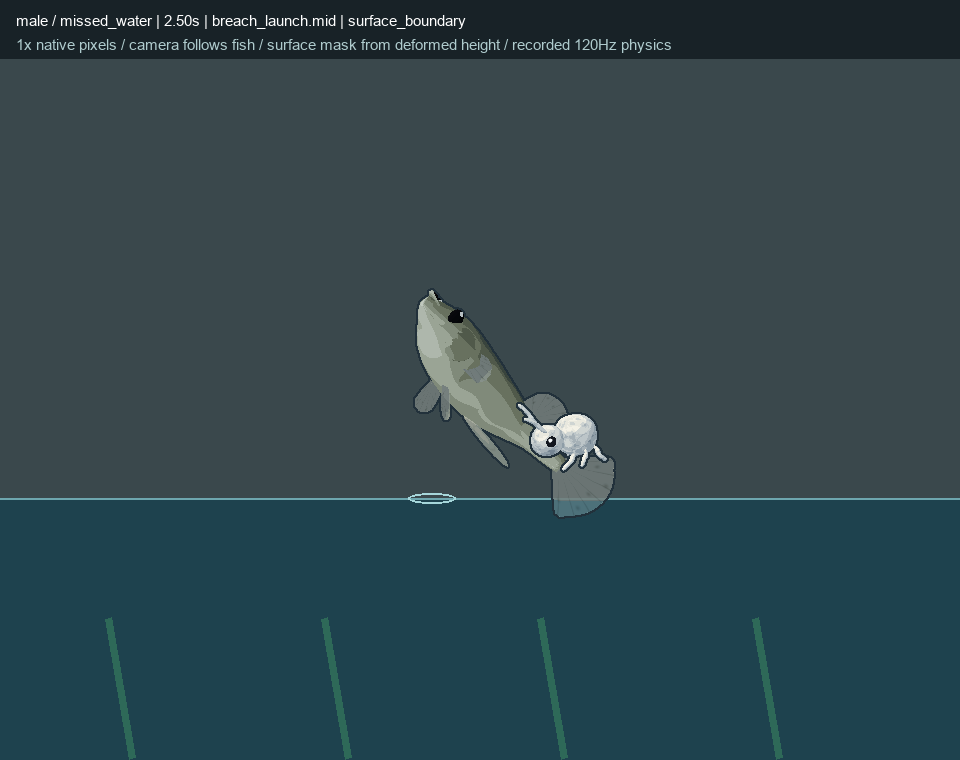 male / missed_water | 2.50s | breach_launch.mid | surface_boundary
1x native pixels / camera follows fish / surface mask from deformed height / recorded 120Hz physics